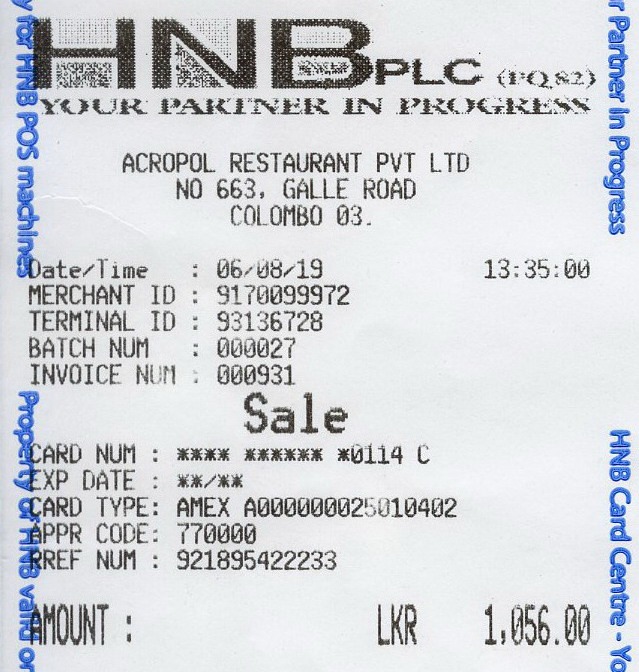 HNB PLC (PQ82)
YOUR PARTNER IN PROGRESS
ACROPOL RESTAURANT PVT LTD
NO 663, GALLE ROAD
COLOMBO 03.
Date/Time : 06/08/19 13:35:00
MERCHANT ID : 9170099972
TERMINAL ID : 93136728
BATCH NUM : 000027
INVOICE NUM : 000931
Sale
CARD NUM : **** ****** *0114 C
EXP DATE : **/**
CARD TYPE: AMEX A000000025010402
APPR CODE: 770000
RREF NUM : 921895422233
AMOUNT : LKR 1,056.00
y for HNB POS machines
Property of HNB valid or
r Partner in Progress
HNB Card Centre - Yo